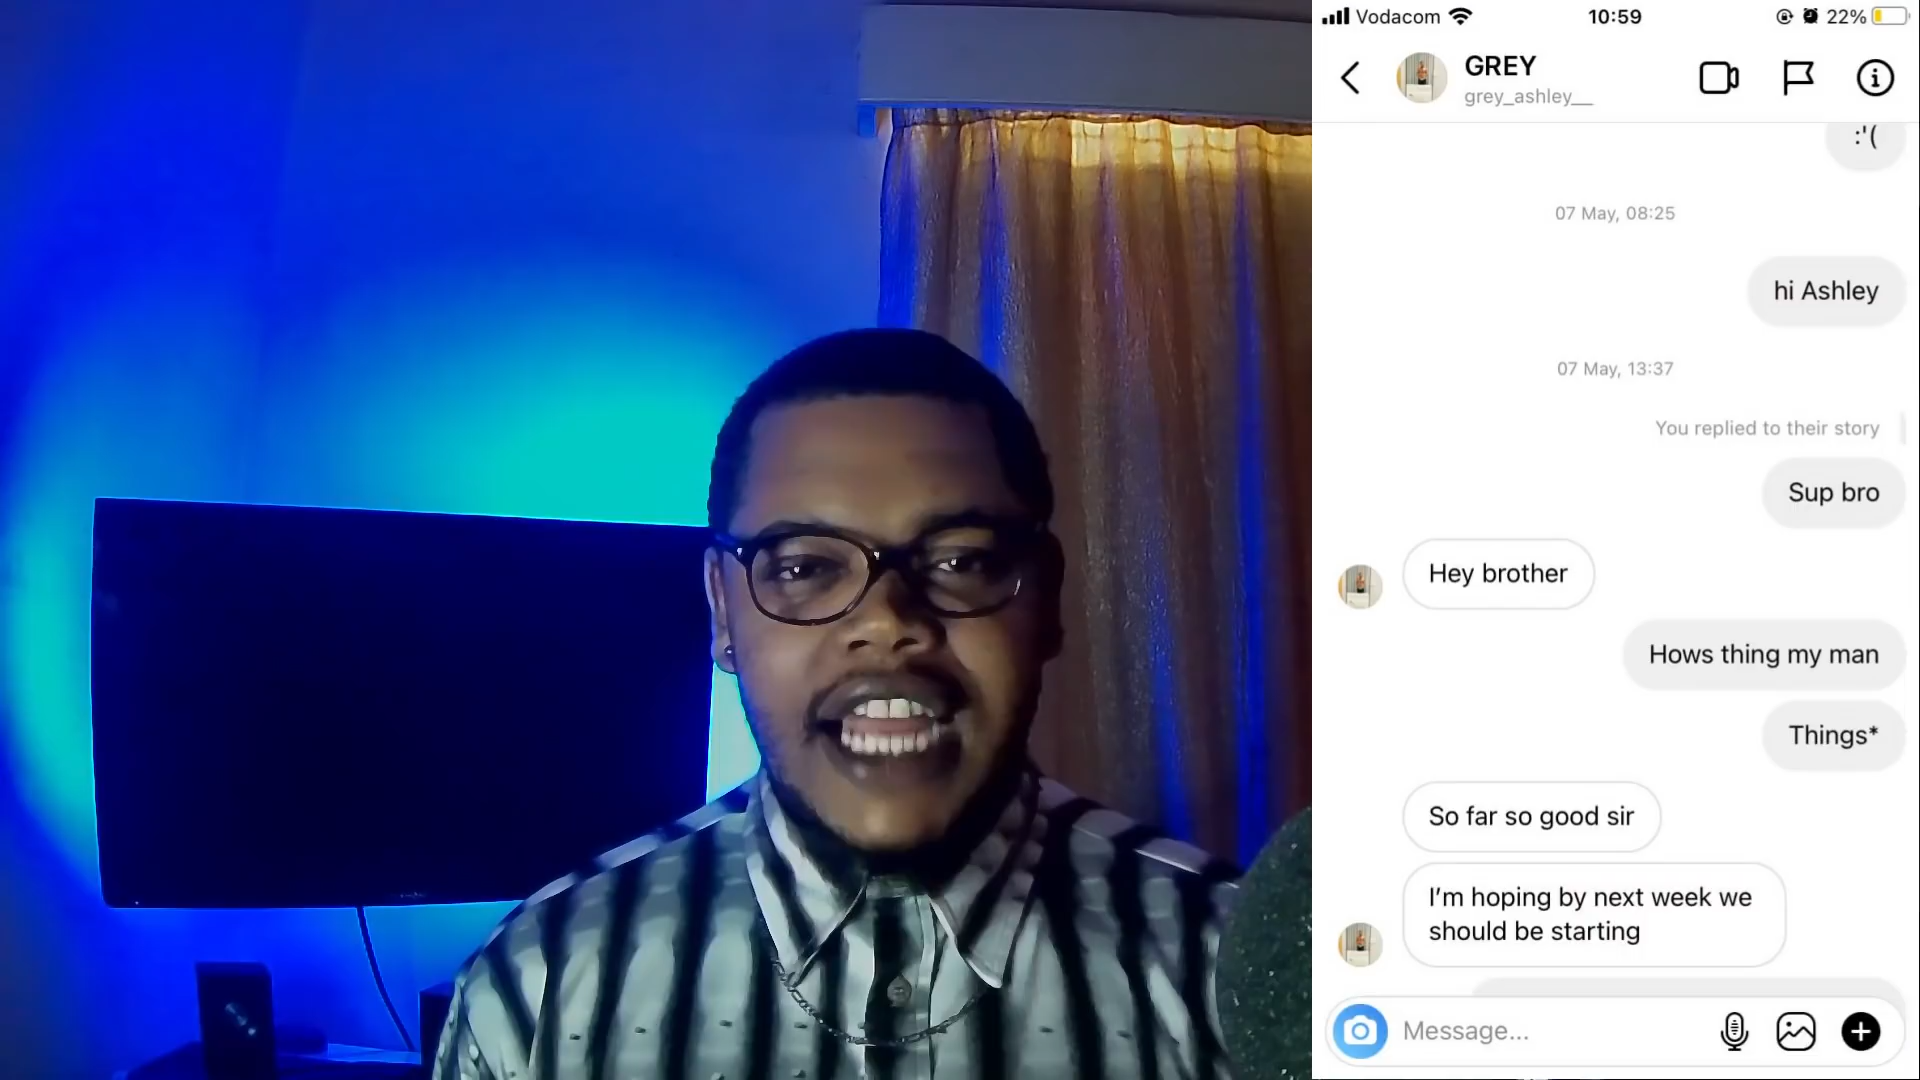 Vodacom
10:59
22%
GREY
grey_ashley__
:'(
07 May, 08:25
hi Ashley
07 May, 13:37
You replied to their story
Sup bro
Hey brother
Hows thing my man
Things*
So far so good sir
I’m hoping by next week we
should be starting
Message...